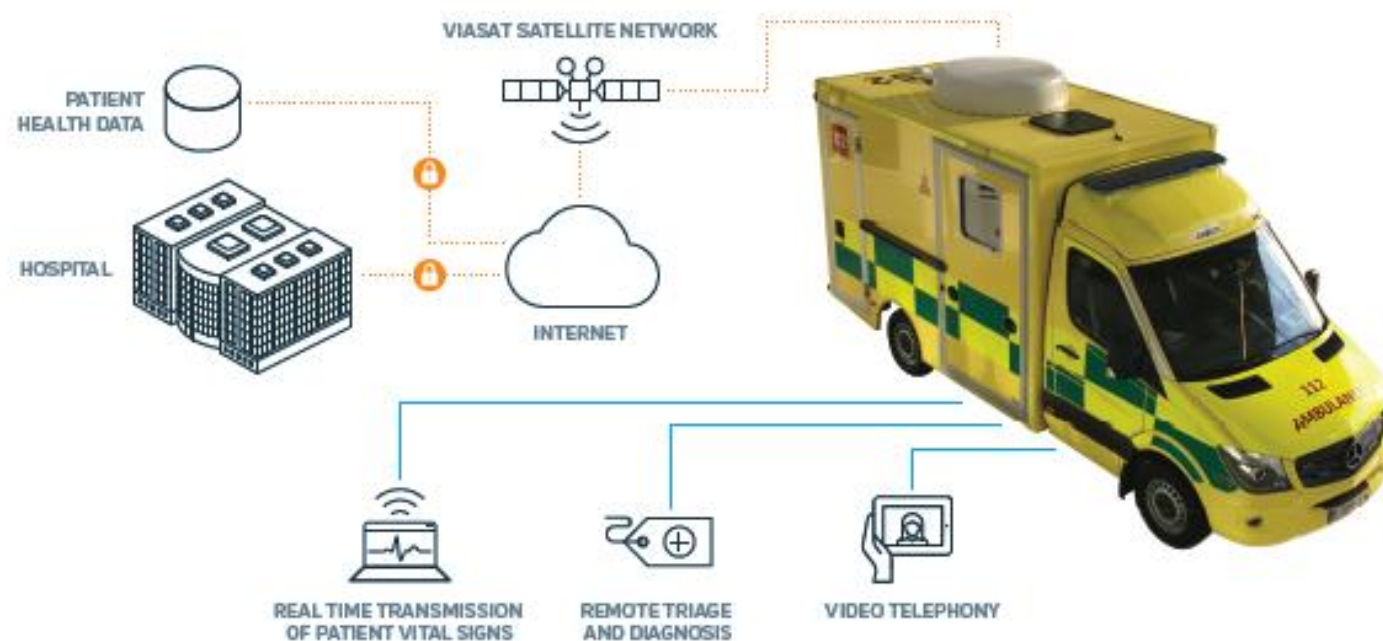 VIASAT SATELLITE NETWORK
PATIENT
HEALTH DATA
HOSPITAL
INTERNET
112
AMBULAN
REAL TIME TRANSMISSION
OF PATIENT VITAL SIGNS
REMOTE TRIAGE
AND DIAGNOSIS
VIDEO TELEPHONY